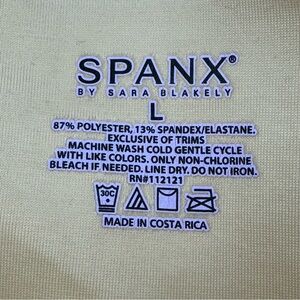 SPANX®
BY SARA BLAKELY
L
87% POLYESTER, 13% SPANDEX/ELASTANE.
EXCLUSIVE OF TRIMS
MACHINE WASH COLD GENTLE CYCLE
WITH LIKE COLORS. ONLY NON-CHLORINE
BLEACH IF NEEDED. LINE DRY. DO NOT IRON.
RN#112121
30C
MADE IN COSTA RICA